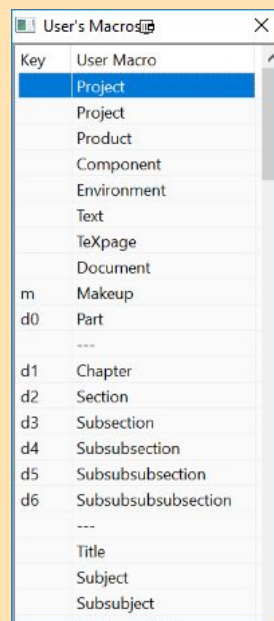 User's Macros
Key User Macro
Project
Project
Product
Component
Environment
Text
TeXpage
Document
m Makeup
d0 Part
---
d1 Chapter
d2 Section
d3 Subsection
d4 Subsubsection
d5 Subsubsubsection
d6 Subsubsubsubsection
---
Title
Subject
Subsubject